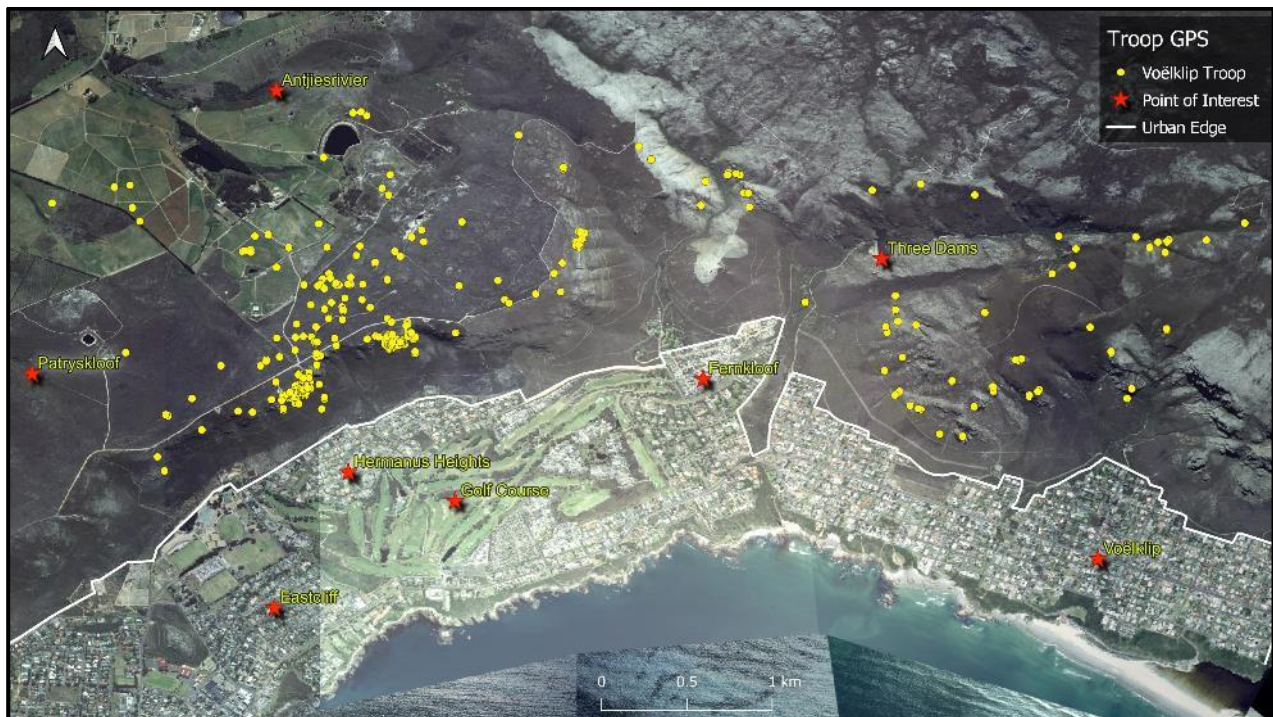 Troop GPS
Voëlklip Troop
Point of Interest
Urban Edge
Antjiesrivier
Three Dams
Patryskloof
Fernkloof
Hermanus Heights
Golf Course
Voëlklip
Eastcliff
0 0.5 1 km